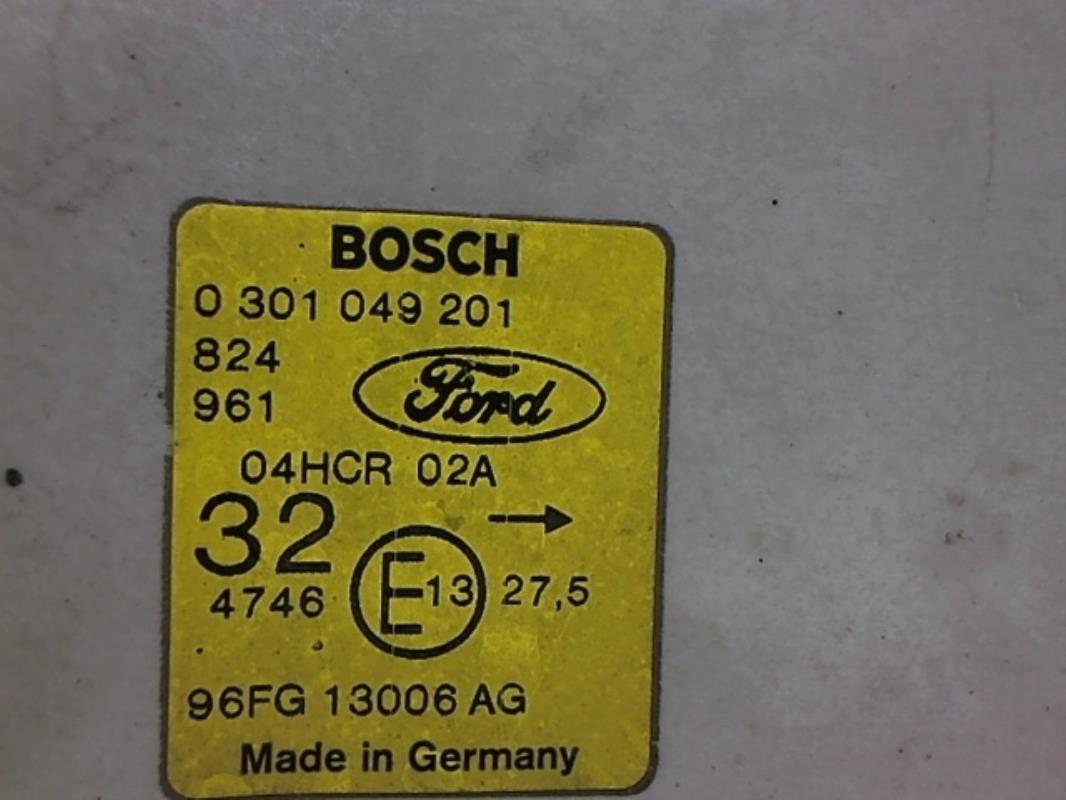 BOSCH
0 301 049 201
824
961
Ford
04HCR 02A
32
4746 E13 27,5
96FG 13006 AG
Made in Germany